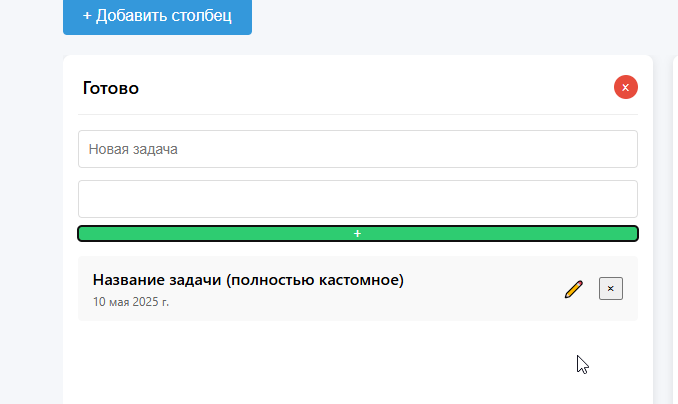 + Добавить столбец
Готово
×
Новая задача
+
Название задачи (полностью кастомное)
10 мая 2025 г.
×